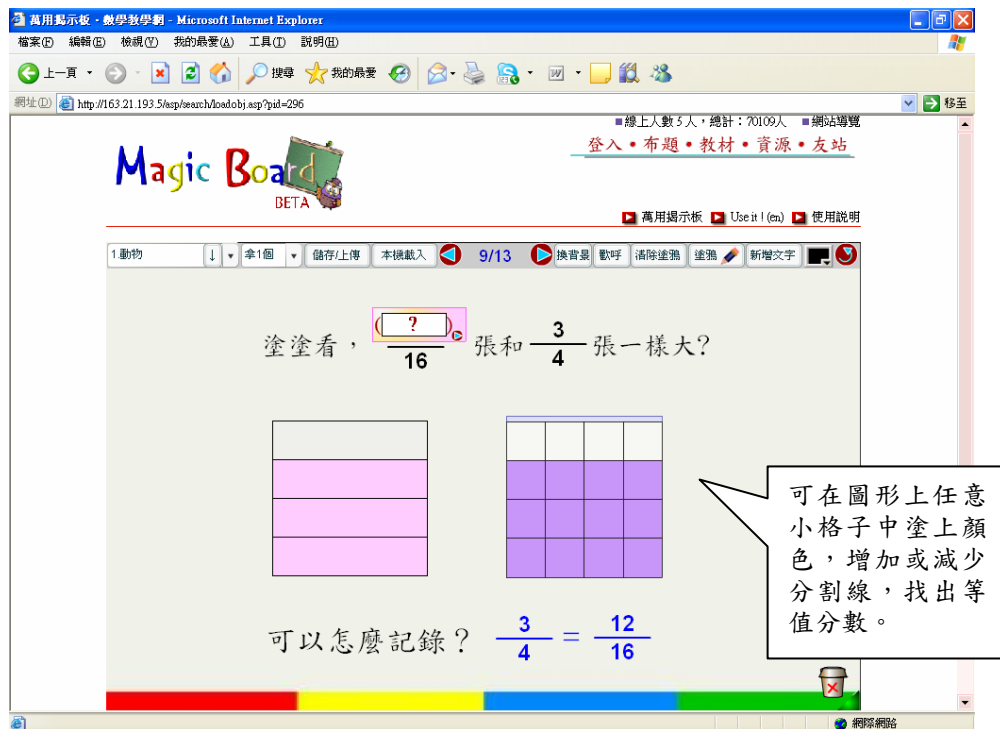 萬用揭示板・數學教學網 - Microsoft Internet Explorer
檔案(F) 編輯(E) 檢視(V) 我的最愛(A) 工具(T) 說明(H)
上一頁 搜尋 我的最愛
網址(D) http://163.21.193.5/asp/search/loadobj.asp?pid=296 移至
線上人數 5 人,總計:70109人 網站導覽
登入・布題・教材・資源・友站
Magic Board
BETA
萬用揭示板 Use it ! (en) 使用說明
1.動物 ↓ 拿1個 儲存/上傳 本機載入 9/13 換背景 歡呼 清除塗鴉 塗鴉 新增文字
塗塗看, ( ? )/16 張和 3/4 張一樣大?
可在圖形上任意
小格子中塗上顏
色,增加或減少
分割線,找出等
值分數。
可以怎麼記錄? 3/4 = 12/16
網際網路